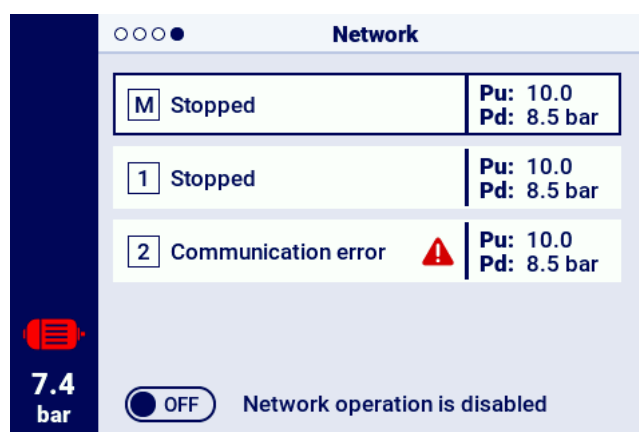 Network
M Stopped
Pu: 10.0
Pd: 8.5 bar
1 Stopped
Pu: 10.0
Pd: 8.5 bar
2 Communication error
Pu: 10.0
Pd: 8.5 bar
7.4
bar
OFF Network operation is disabled